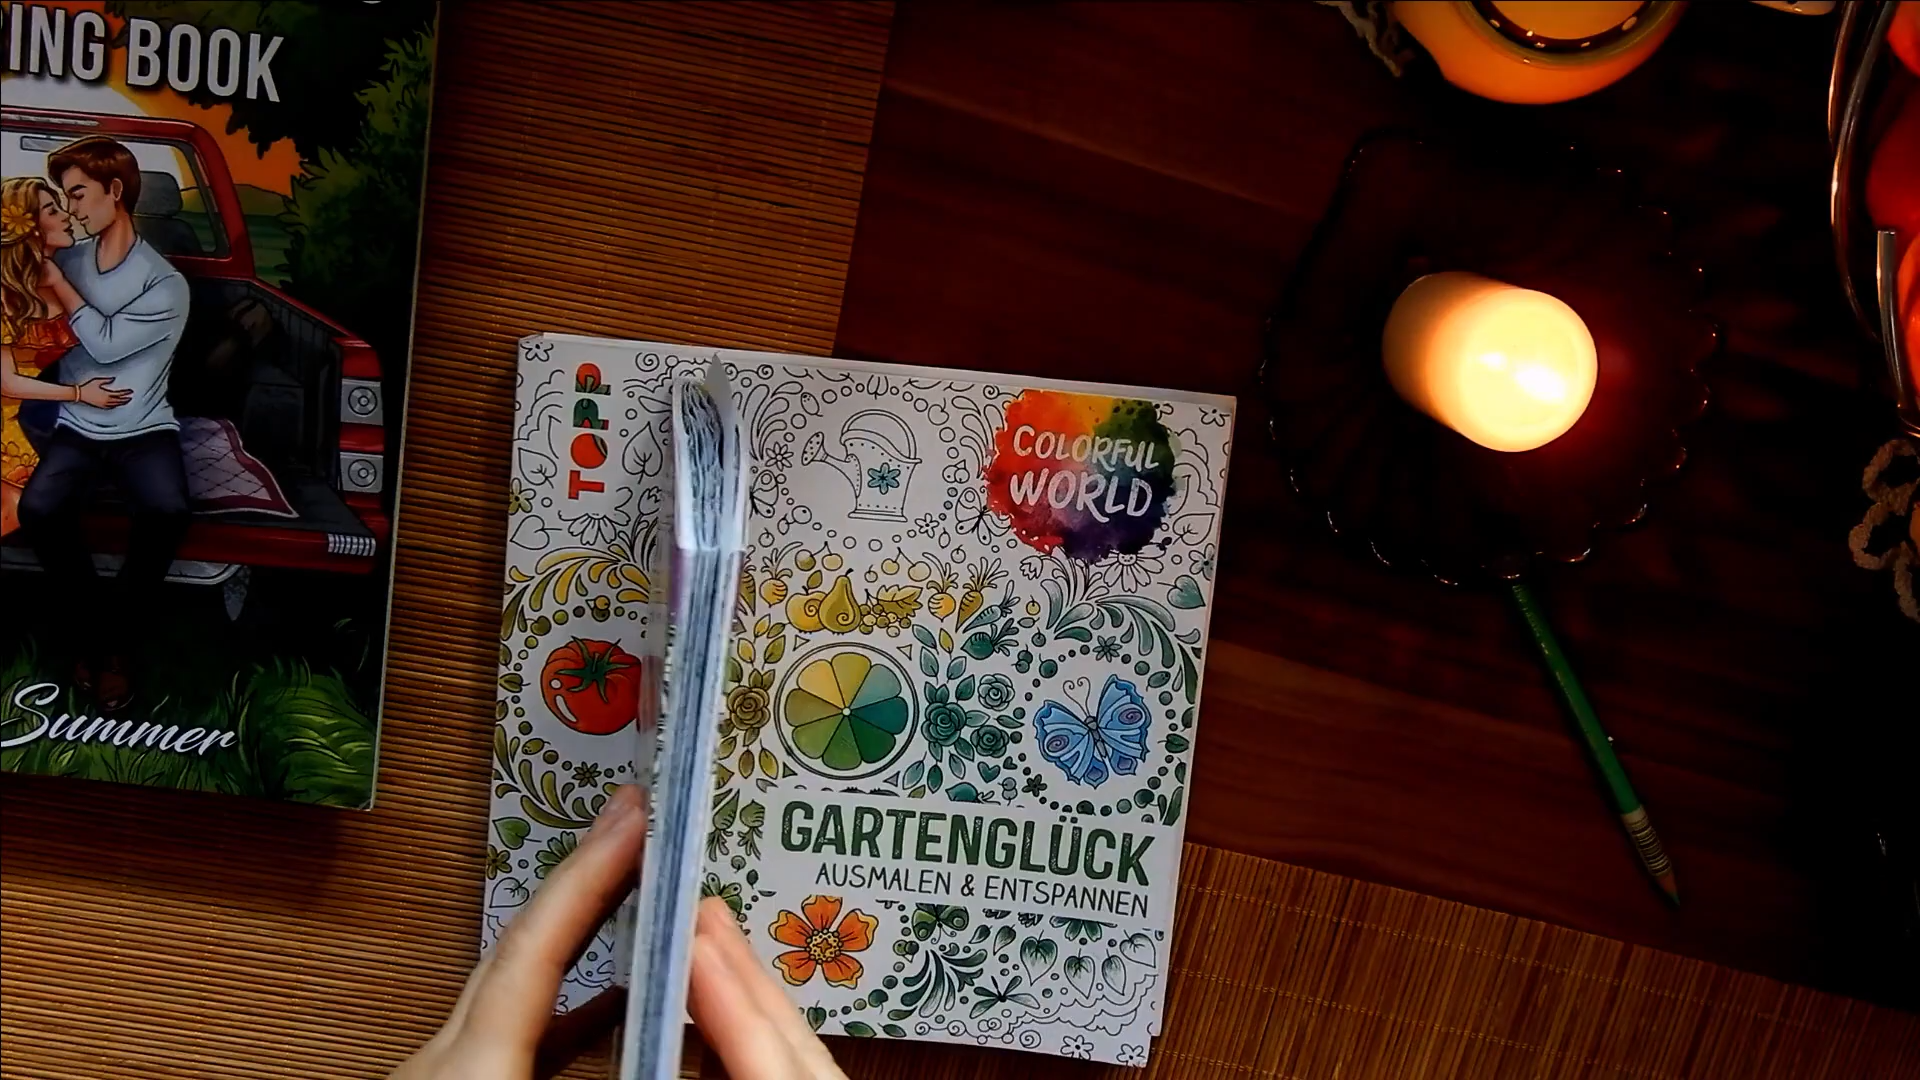 ING BOOK
Summer
TOPP
COLORFUL
WORLD
GARTENGLÜCK
AUSMALEN & ENTSPANNEN